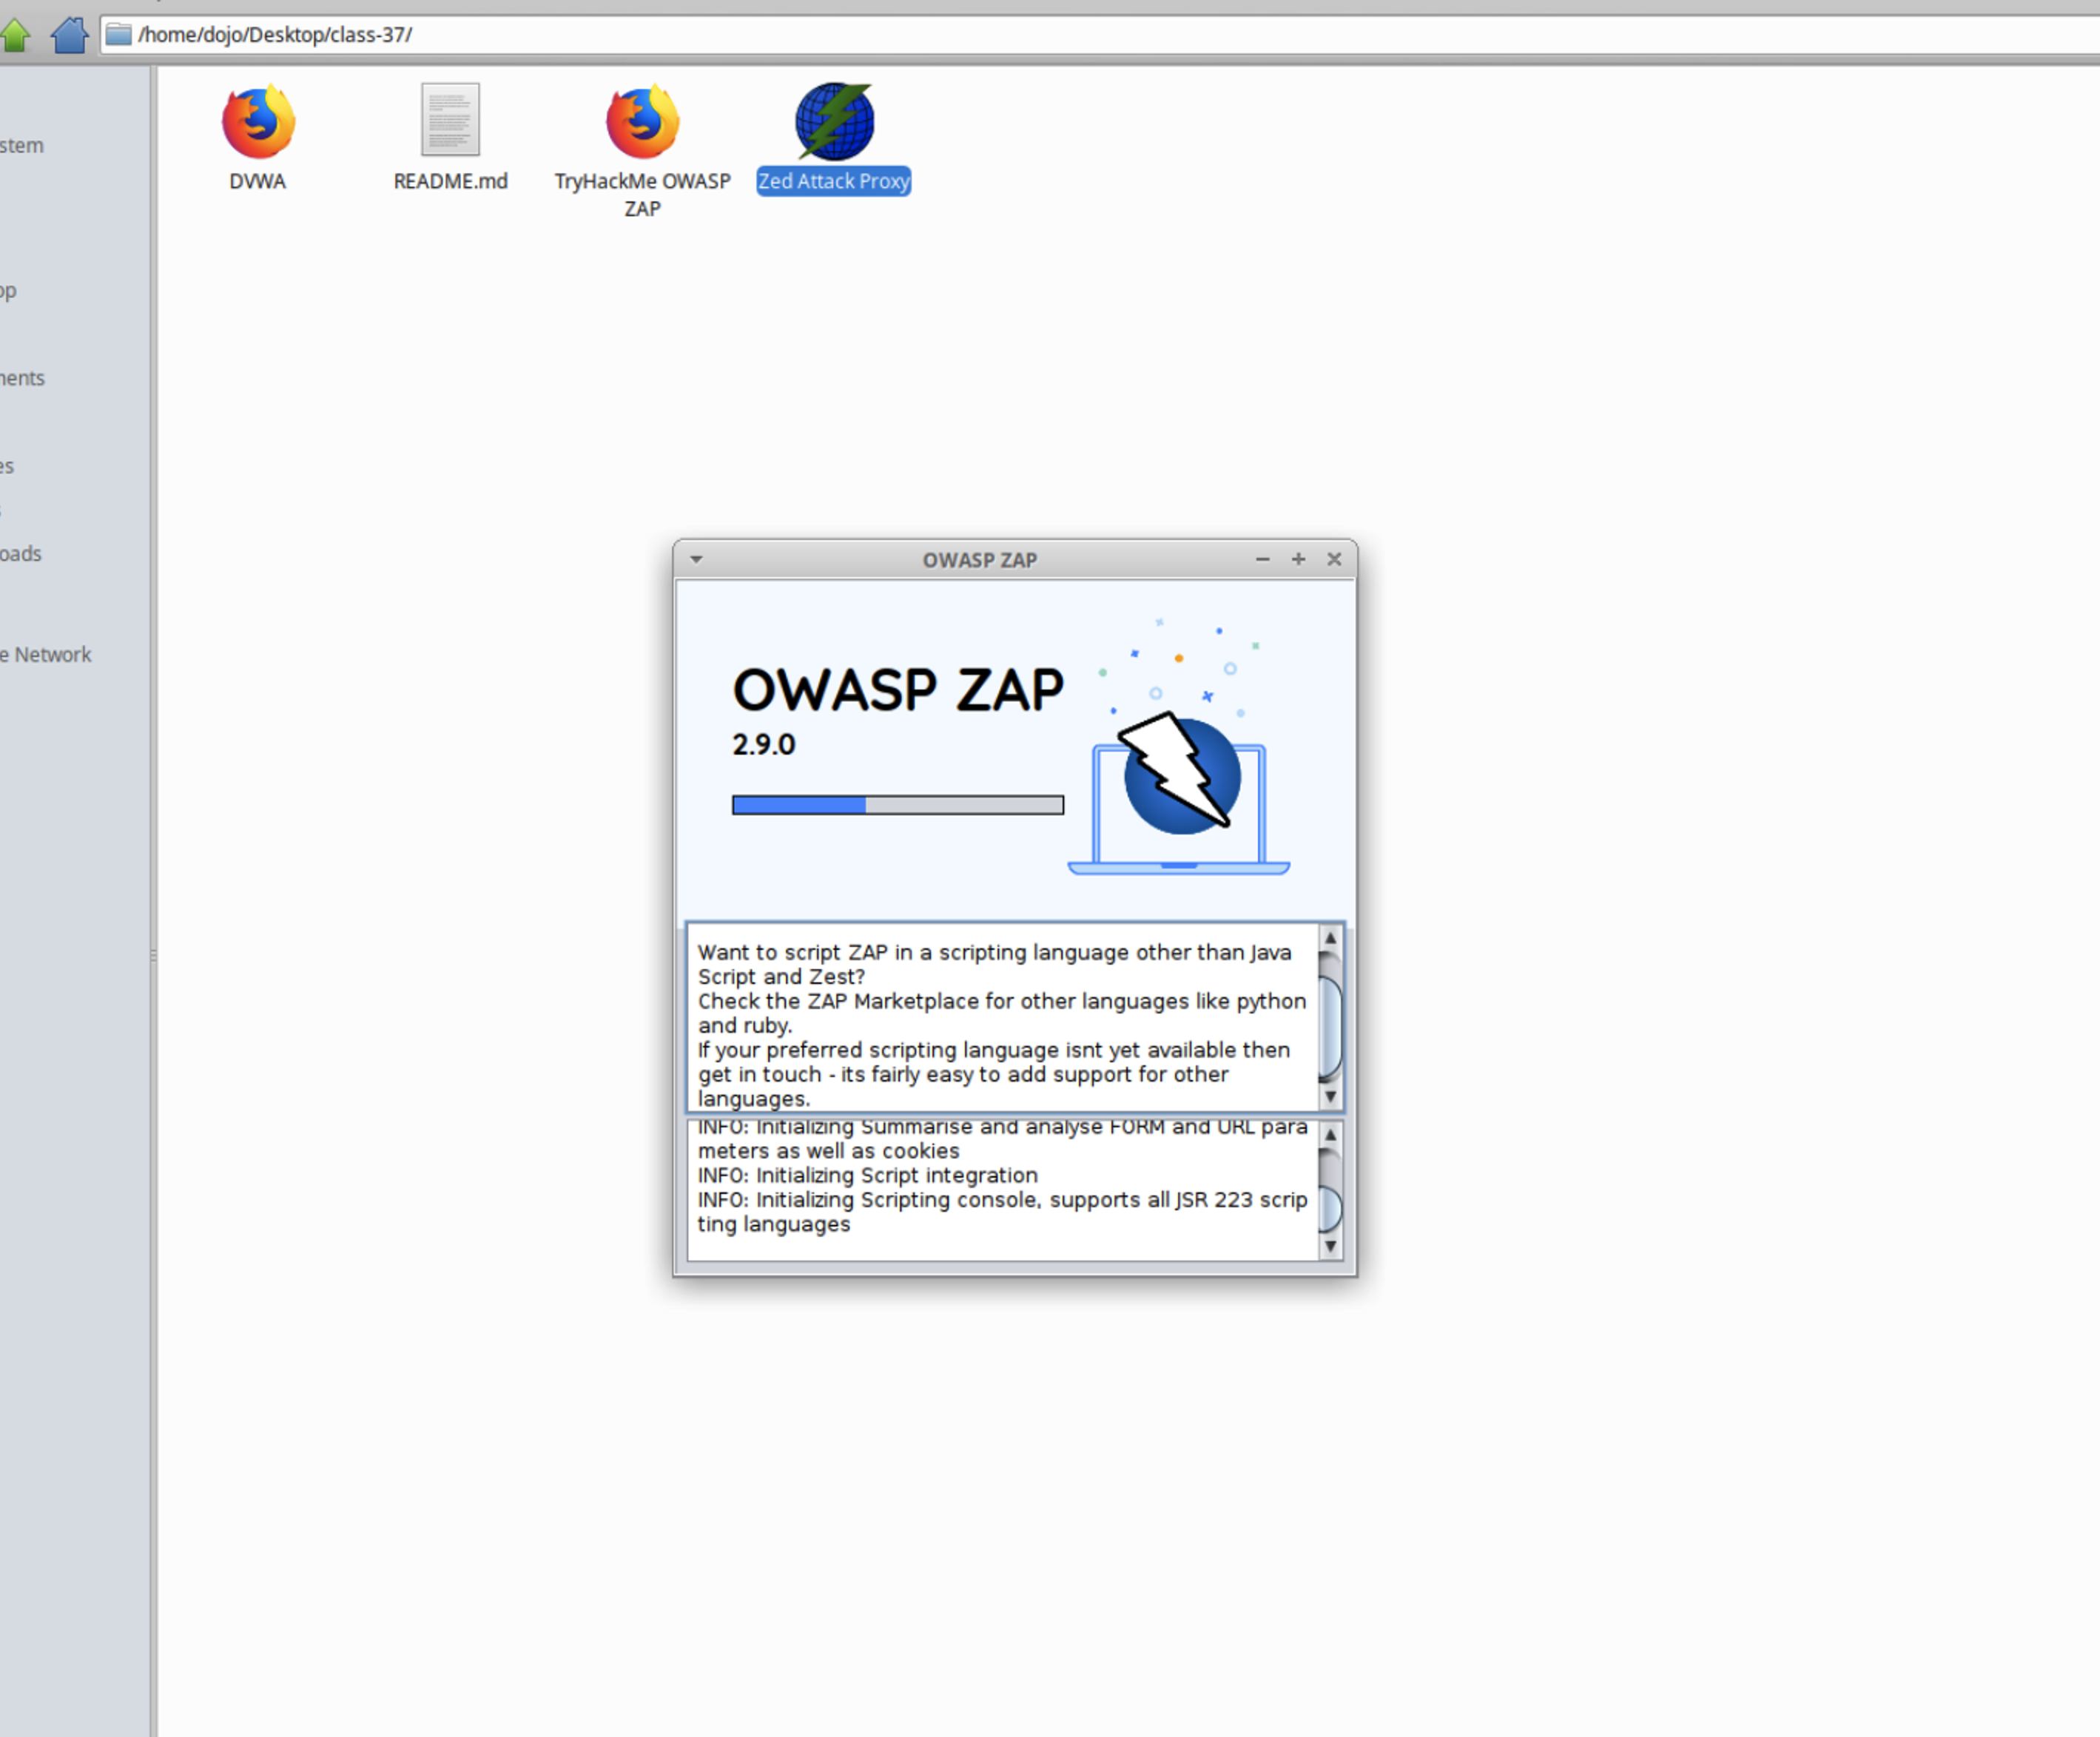 /home/dojo/Desktop/class-37/
DVWA
README.md
TryHackMe OWASP
ZAP
Zed Attack Proxy
stem
op
ments
es
s
oads
e Network
OWASP ZAP
OWASP ZAP
2.9.0
Want to script ZAP in a scripting language other than Java
Script and Zest?
Check the ZAP Marketplace for other languages like python
and ruby.
If your preferred scripting language isnt yet available then
get in touch - its fairly easy to add support for other
languages.
INFO: Initializing Summarise and analyse FORM and URL para
meters as well as cookies
INFO: Initializing Script integration
INFO: Initializing Scripting console, supports all JSR 223 scrip
ting languages